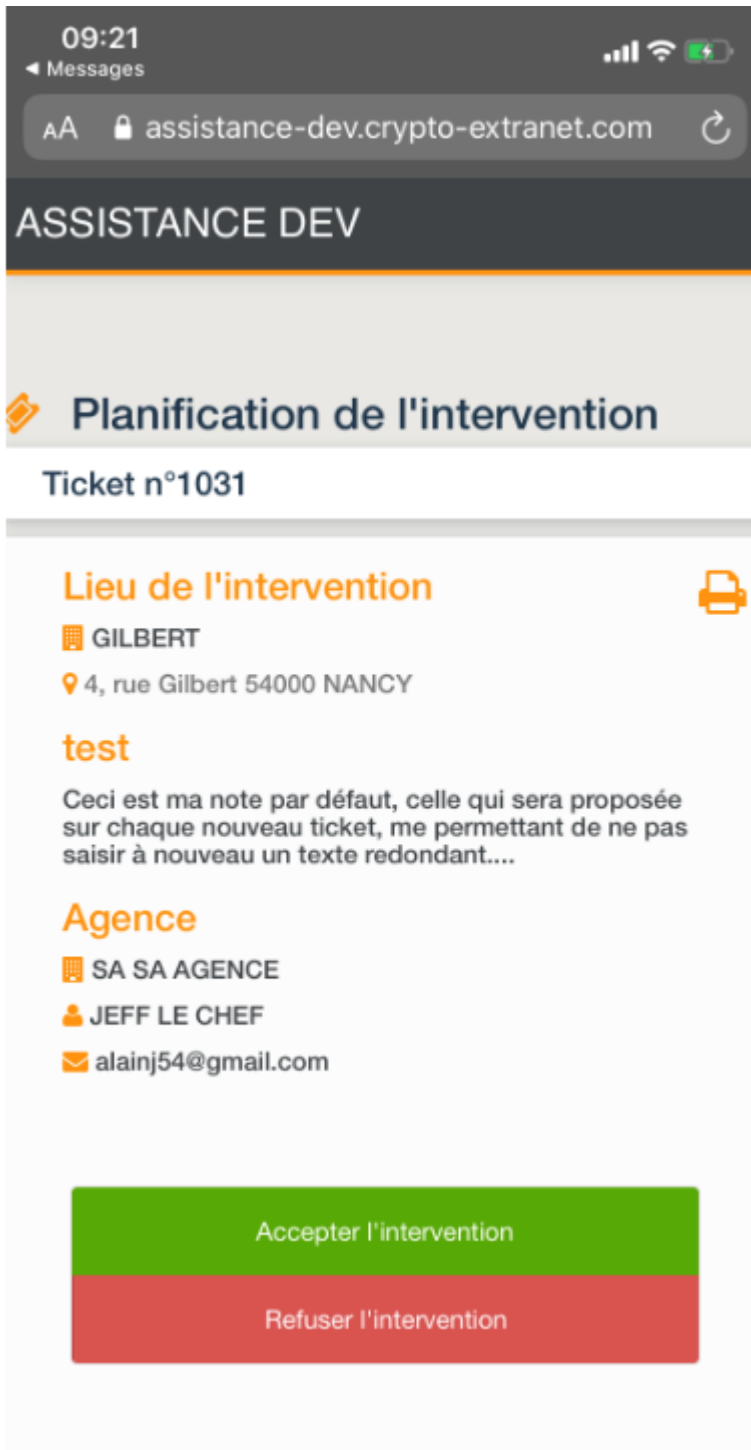 09:21
◀ Messages
AA assistance-dev.crypto-extranet.com
ASSISTANCE DEV
Planification de l'intervention
Ticket n°1031
Lieu de l'intervention
GILBERT
4, rue Gilbert 54000 NANCY
test
Ceci est ma note par défaut, celle qui sera proposée
sur chaque nouveau ticket, me permettant de ne pas
saisir à nouveau un texte redondant....
Agence
SA SA AGENCE
JEFF LE CHEF
alainj54@gmail.com
Accepter l'intervention
Refuser l'intervention